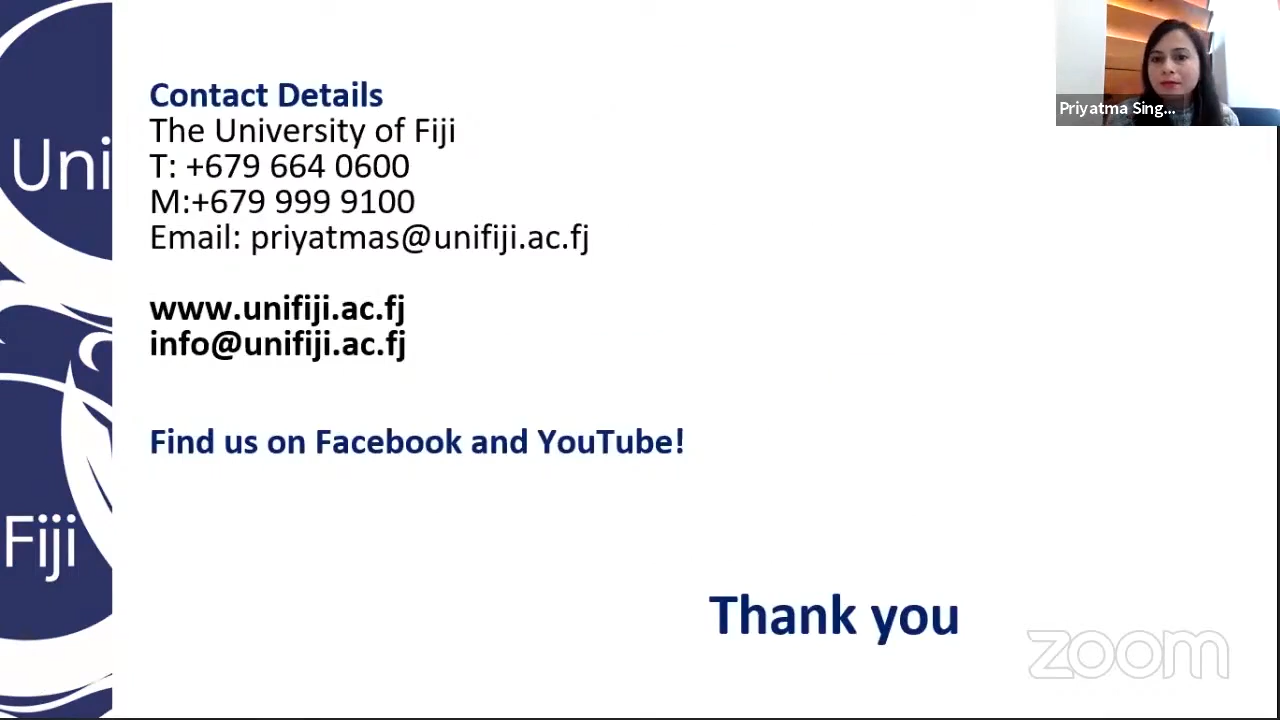 Uni
Fiji
Contact Details
The University of Fiji
T: +679 664 0600
M:+679 999 9100
Email: priyatmas@unifiji.ac.fj
www.unifiji.ac.fj
info@unifiji.ac.fj
Find us on Facebook and YouTube!
Thank you
Priyatma Sing...
zoom